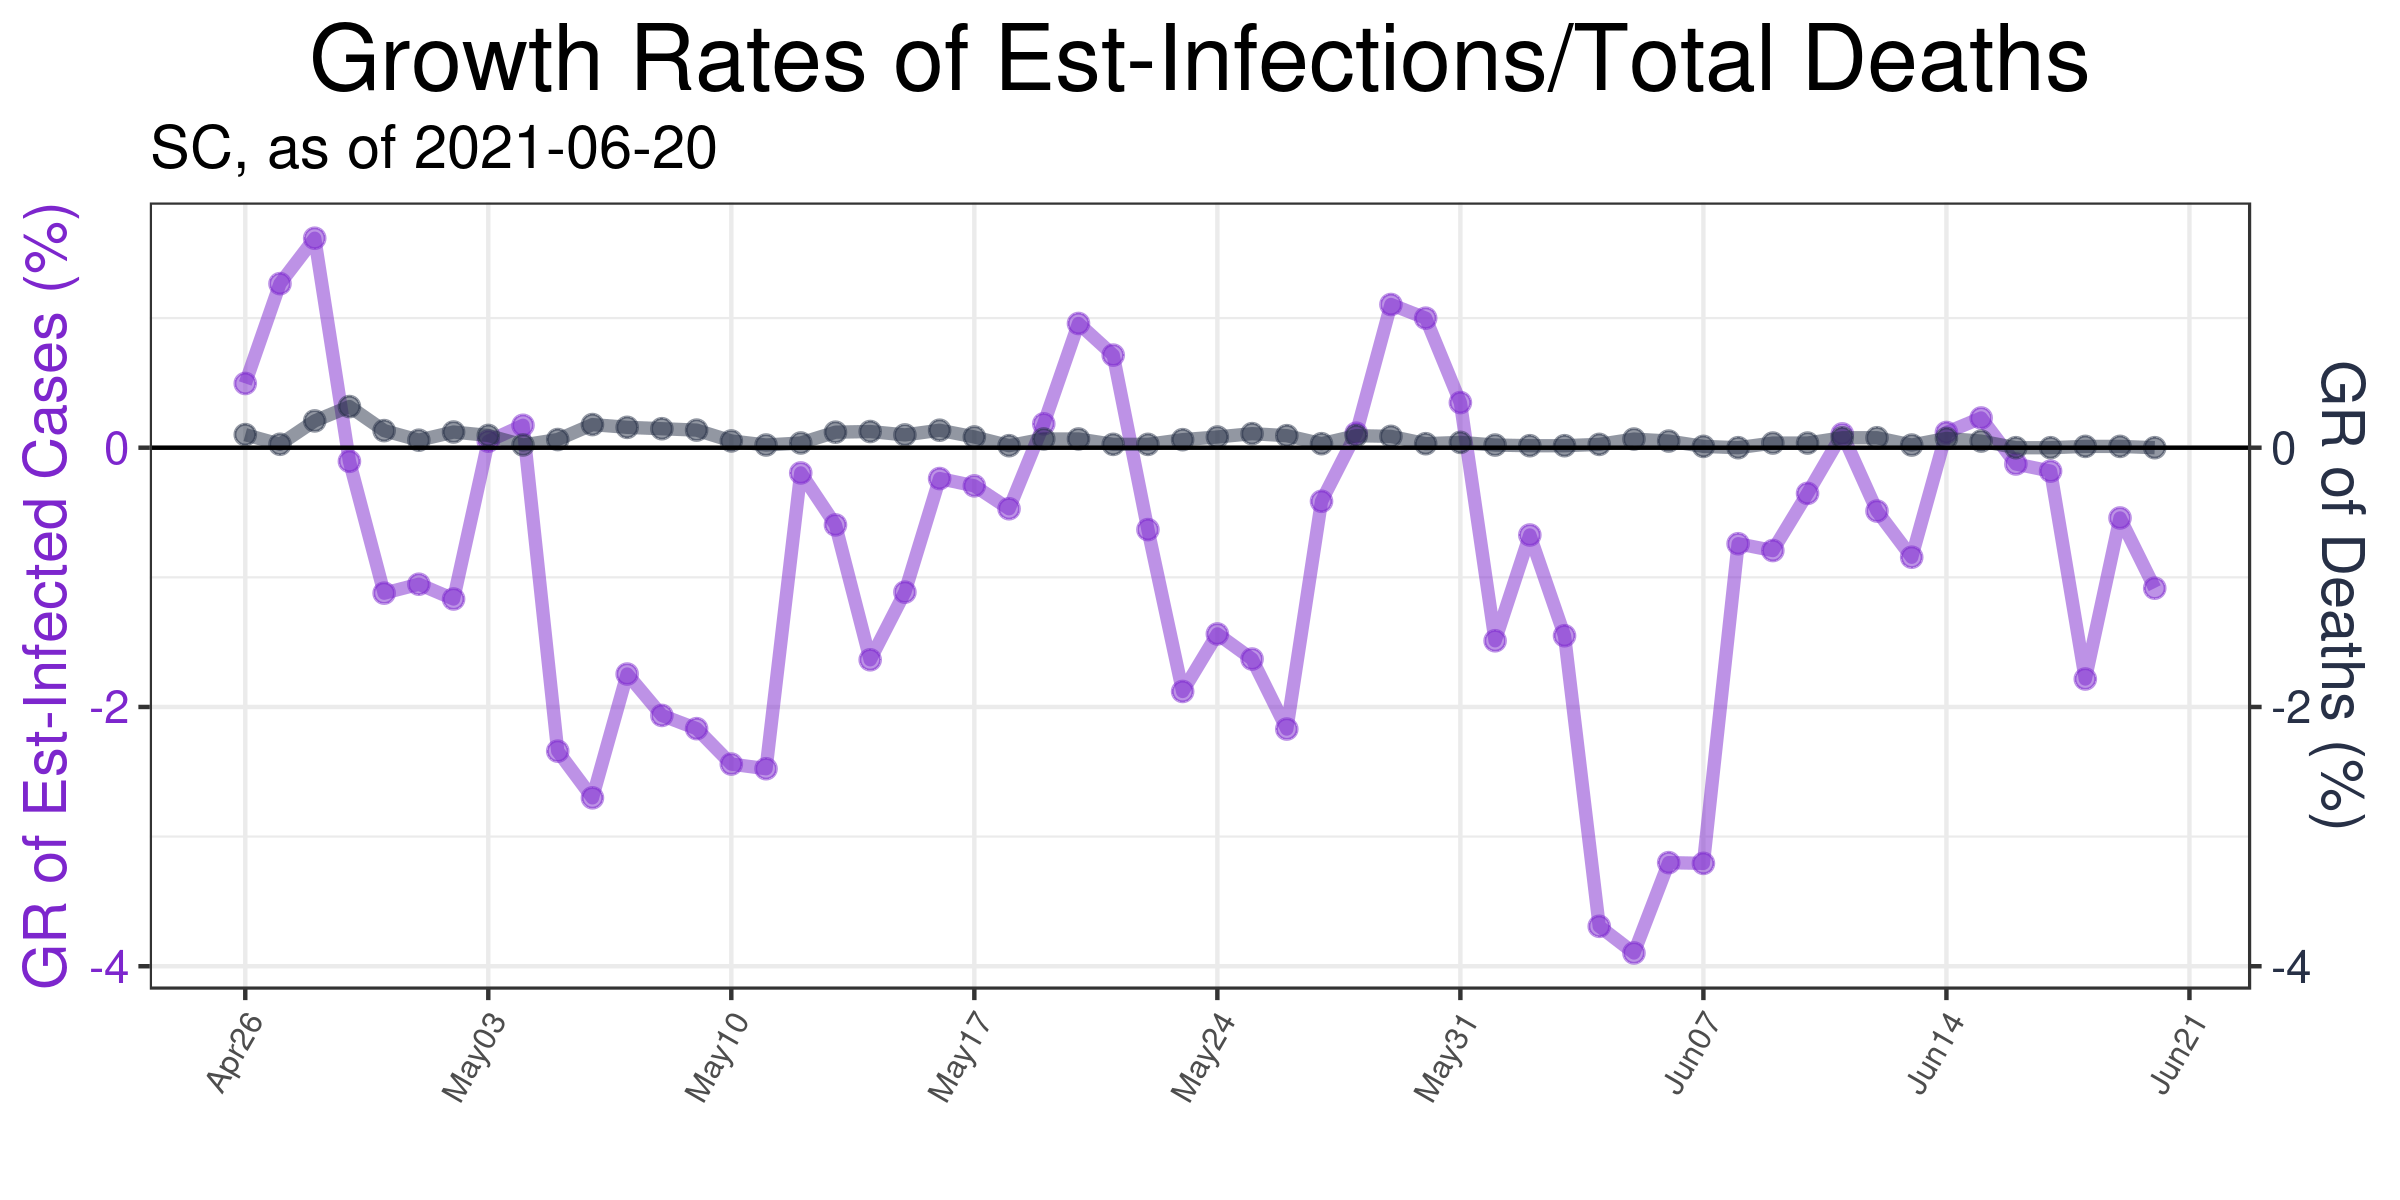 Growth Rates of Est-Infections/Total Deaths
SC, as of 2021-06-20
GR of Est-Infected Cases (%)
0
-2
-4
0
-2
-4
GR of Deaths (%)
Apr26
May03
May10
May17
May24
May31
Jun07
Jun14
Jun21